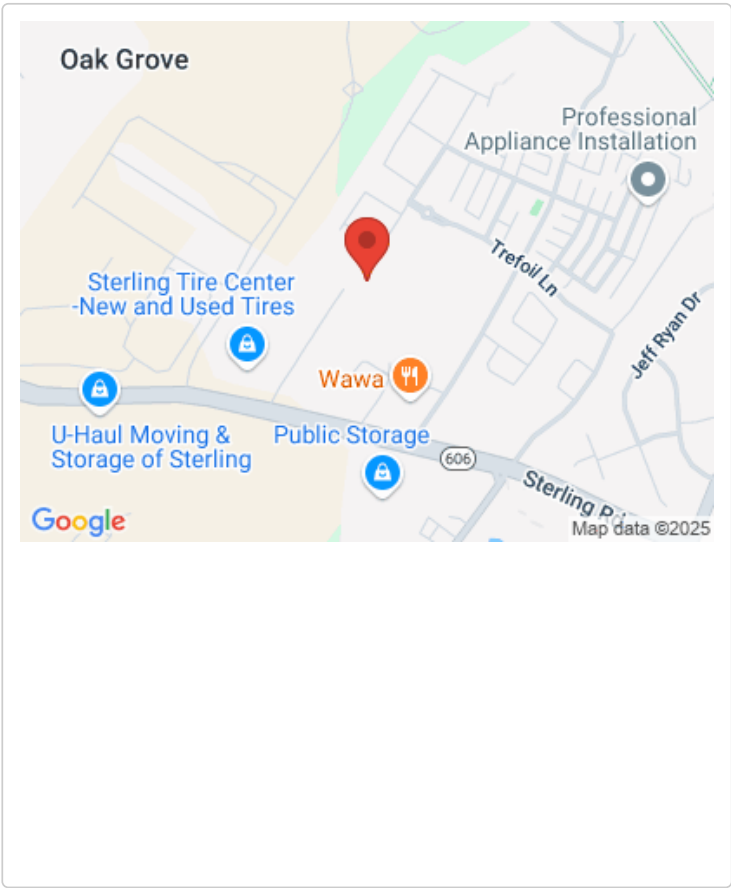 Oak Grove
Professional
Appliance Installation
Trefoil Ln
Sterling Tire Center
-New and Used Tires
Jeff Ryan Dr
Wawa
U-Haul Moving &
Storage of Sterling
Public Storage
606
Sterling Rd
Google
Map data ©2025